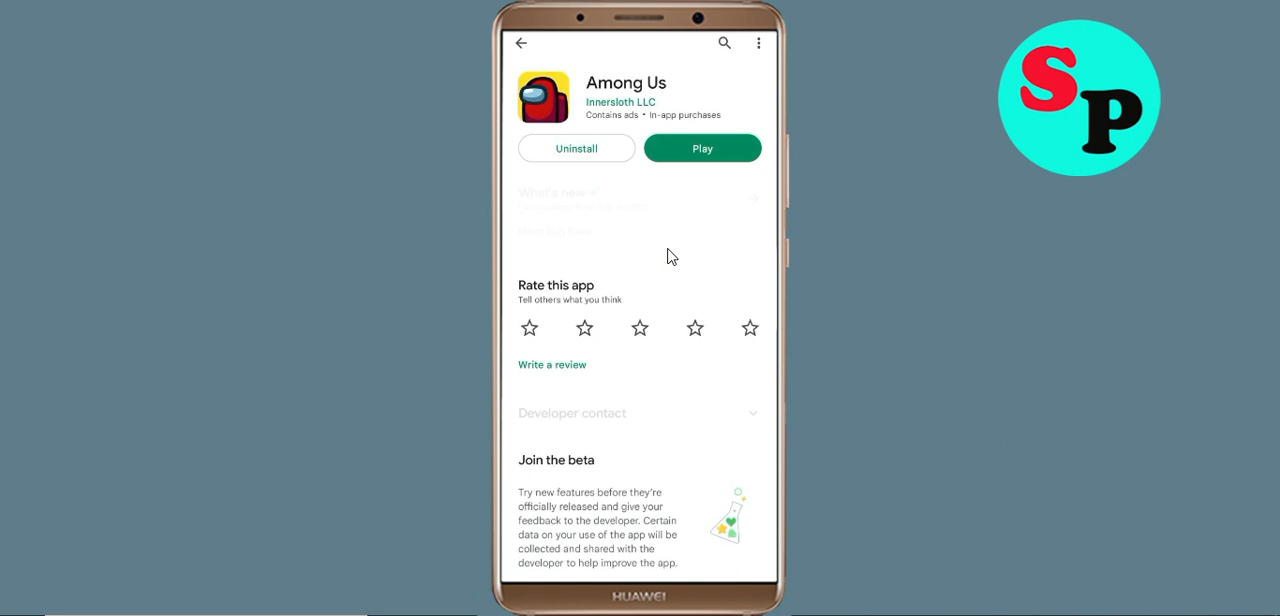 Among Us
Innersloth LLC
Contains ads • In-app purchases
Uninstall
Play
What's new •
Rate this app
Tell others what you think
Write a review
Developer contact
Join the beta
Try new features before they're
officially released and give your
feedback to the developer. Certain
data on your use of the app will be
collected and shared with the
developer to help improve the app.
HUAWEI
SP